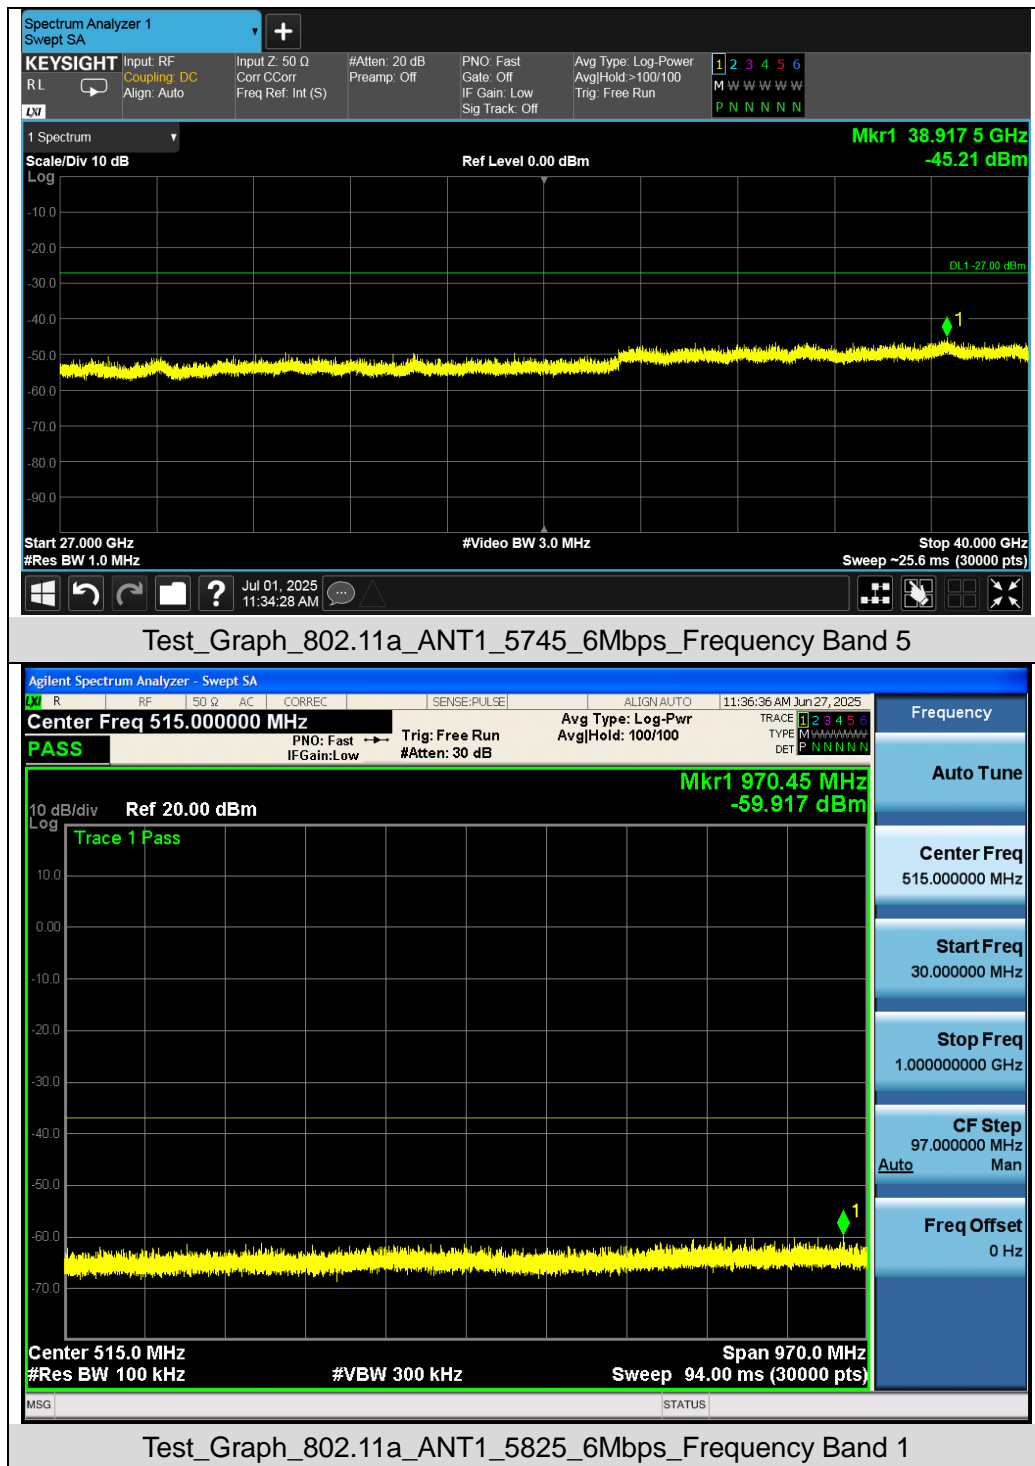 Spectrum Analyzer 1
Swept SA
KEYSIGHT Input: RF Input Z: 50 Ω #Atten: 20 dB PNO: Fast Avg Type: Log-Power 1 2 3 4 5 6
RL Coupling: DC Corr CCorr Preamp: Off Gate: Off Avg|Hold:>100/100 M W W W W W
Align: Auto Freq Ref: Int (S) IF Gain: Low Trig: Free Run
LXI Sig Track: Off P N N N N N
1 Spectrum Mkr1 38.917 5 GHz
Scale/Div 10 dB Ref Level 0.00 dBm -45.21 dBm
Log
-10.0
-20.0
DL1 -27.00 dBm
-30.0
-40.0
1
-50.0
-60.0
-70.0
-80.0
-90.0
Start 27.000 GHz #Video BW 3.0 MHz Stop 40.000 GHz
#Res BW 1.0 MHz Sweep ~25.6 ms (30000 pts)
? Jul 01, 2025
11:34:28 AM
Test_Graph_802.11a_ANT1_5745_6Mbps_Frequency Band 5
Agilent Spectrum Analyzer - Swept SA
LXI R RF 50 Ω AC CORREC SENSE:PULSE ALIGN AUTO 11:36:36 AM Jun 27, 2025
Center Freq 515.000000 MHz Avg Type: Log-Pwr TRACE 1 2 3 4 5 6
PASS PNO: Fast Trig: Free Run Avg|Hold: 100/100 TYPE M W W W W W
IFGain:Low #Atten: 30 dB DET P N N N N N
Mkr1 970.45 MHz
10 dB/div Ref 20.00 dBm -59.917 dBm
Log
Trace 1 Pass
10.0
0.00
-10.0
-20.0
-30.0
-40.0
-50.0
1
-60.0
-70.0
Center 515.0 MHz Span 970.0 MHz
#Res BW 100 kHz #VBW 300 kHz Sweep 94.00 ms (30000 pts)
MSG STATUS
Frequency
Auto Tune
Center Freq
515.000000 MHz
Start Freq
30.000000 MHz
Stop Freq
1.000000000 GHz
CF Step
97.000000 MHz
Auto Man
Freq Offset
0 Hz
Test_Graph_802.11a_ANT1_5825_6Mbps_Frequency Band 1